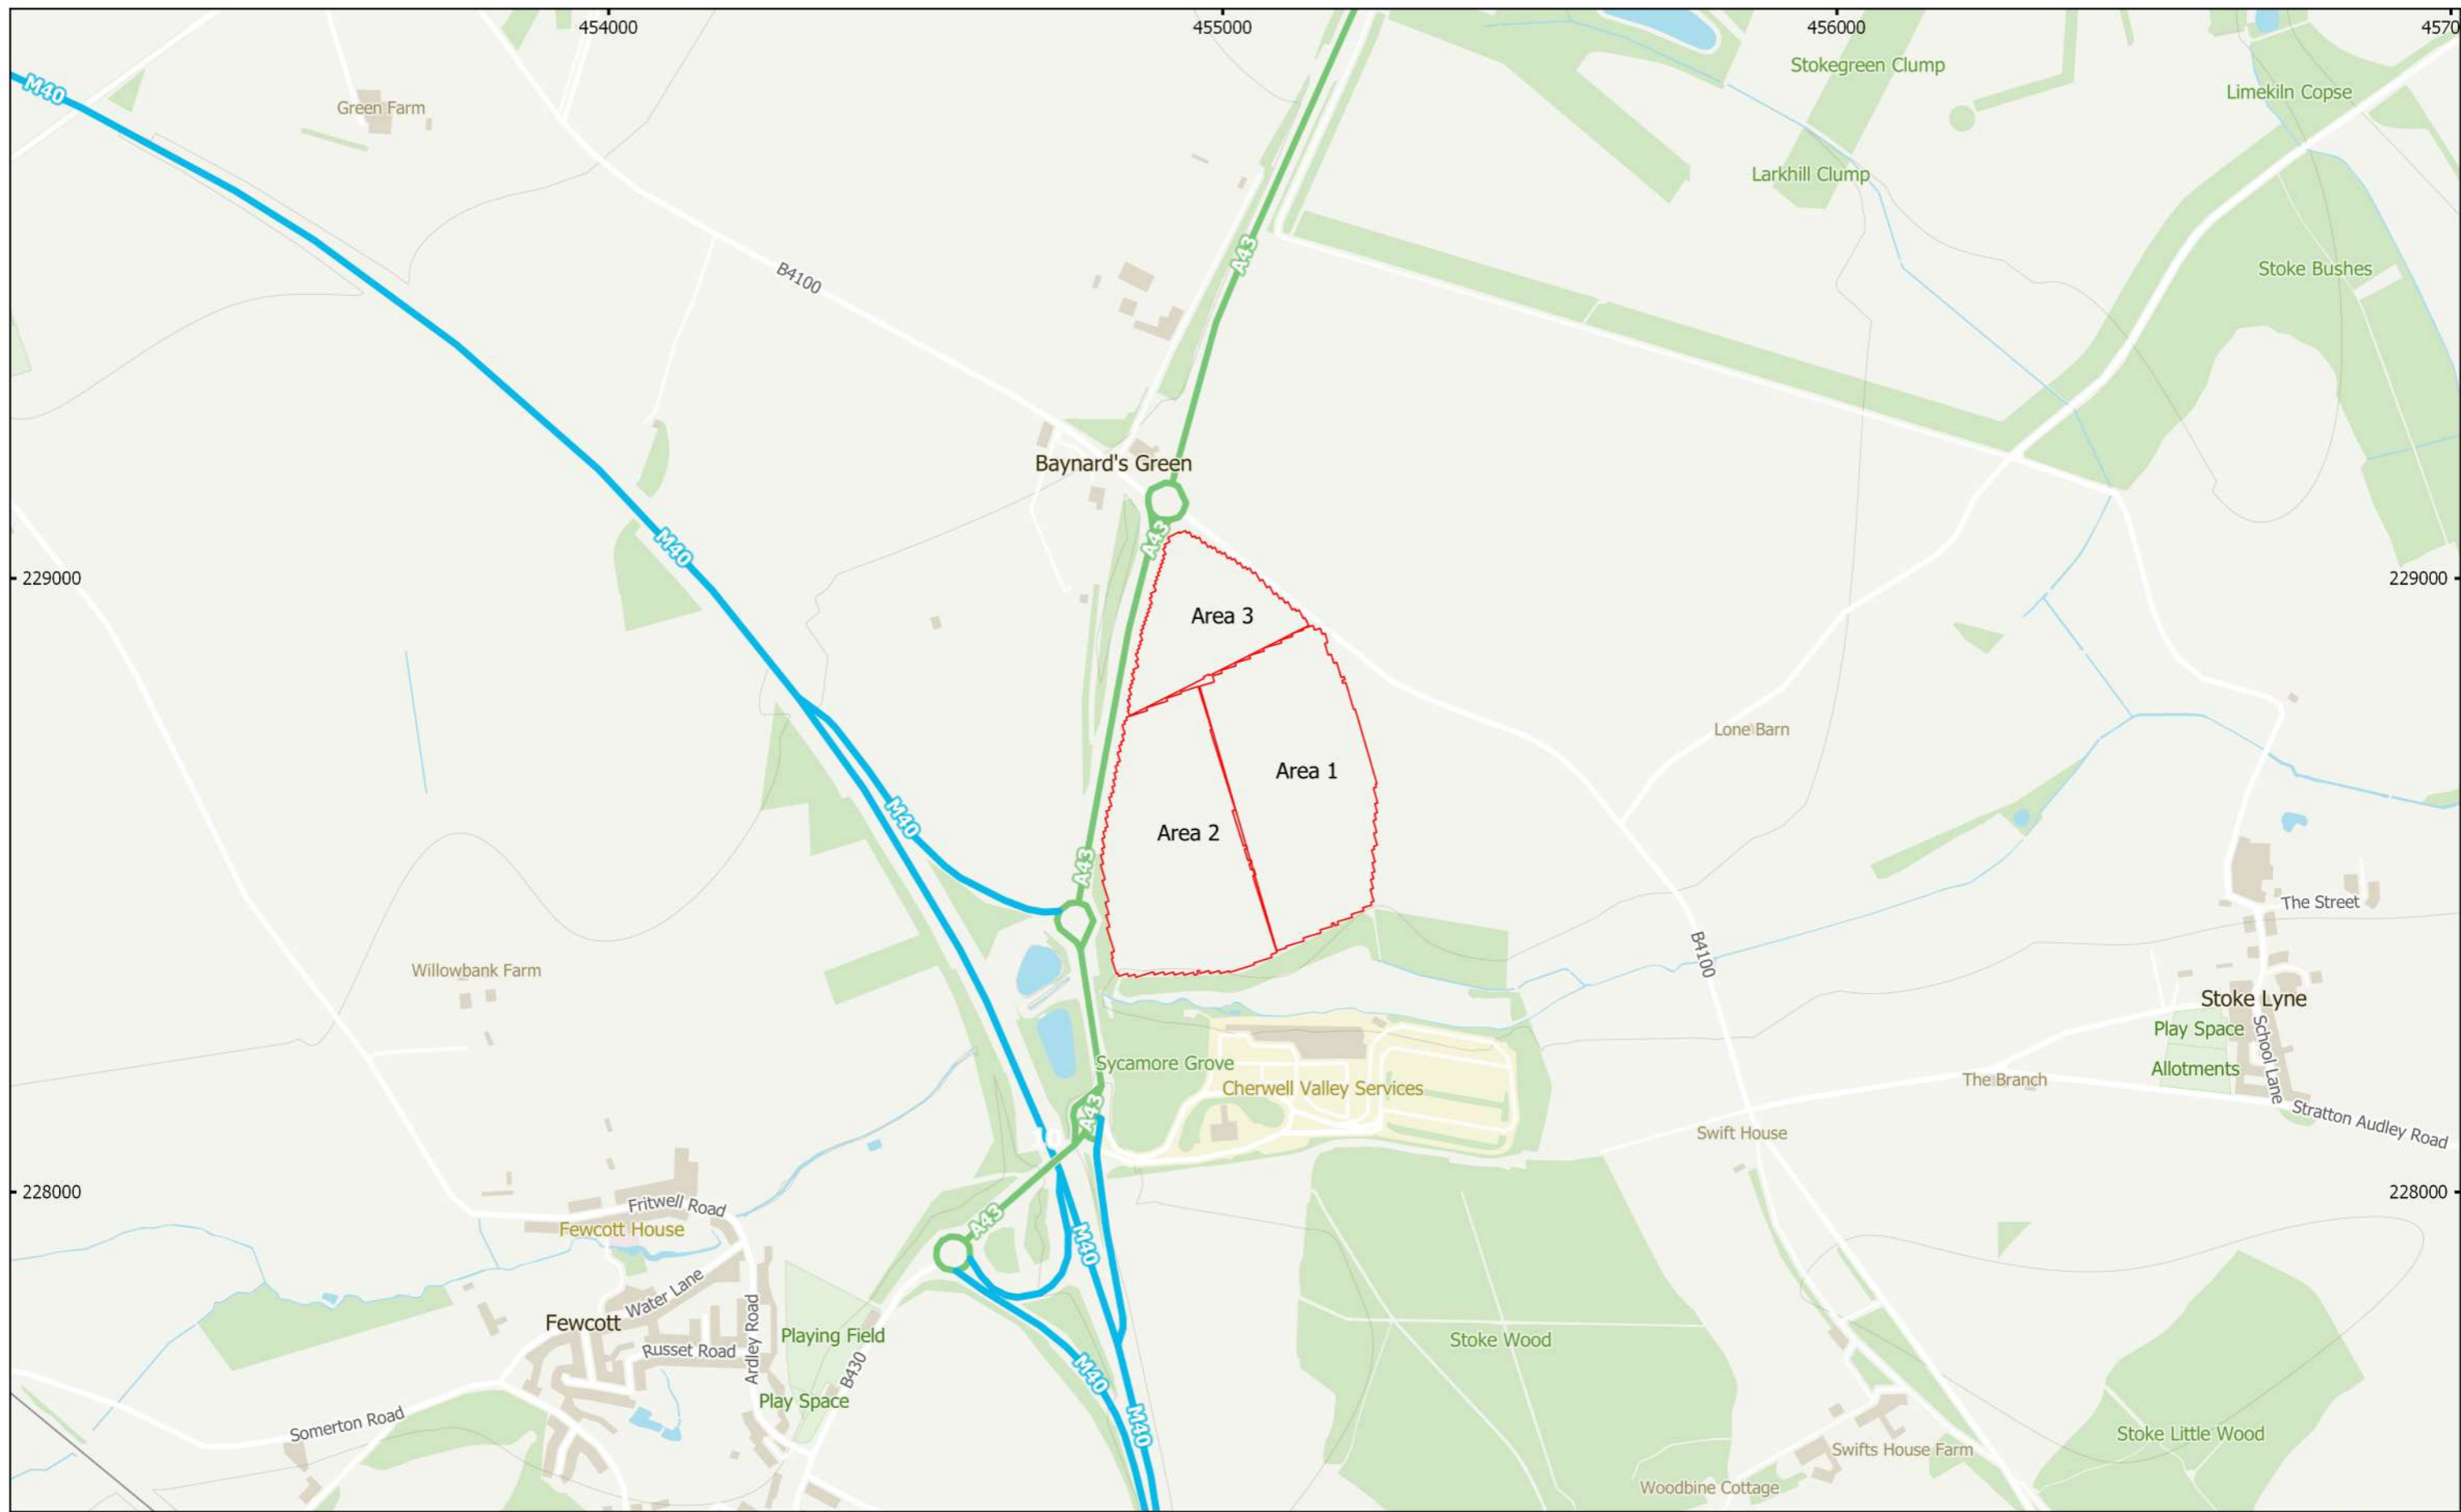 454000
455000
456000
4570
Stokegreen Clump
M40
Limekiln Copse
Green Farm
Larkhill Clump
A43
B4100
Stoke Bushes
Baynard's Green
A43
M40
229000
229000
Area 3
Lone Barn
Area 1
M40
Area 2
A43
The Street
B4100
Willowbank Farm
Stoke Lyne
Play Space
School Lane
Sycamore Grove
Allotments
Cherwell Valley Services
The Branch
A43
Stratton Audley Road
Swift House
10
228000
228000
Fritwell Road
Fewcott House
A43
M40
Water Lane
Fewcott
Ardley Road
Playing Field
Stoke Wood
Russet Road
B430
M40
Play Space
Somerton Road
M40
Stoke Little Wood
Swifts House Farm
Woodbine Cottage